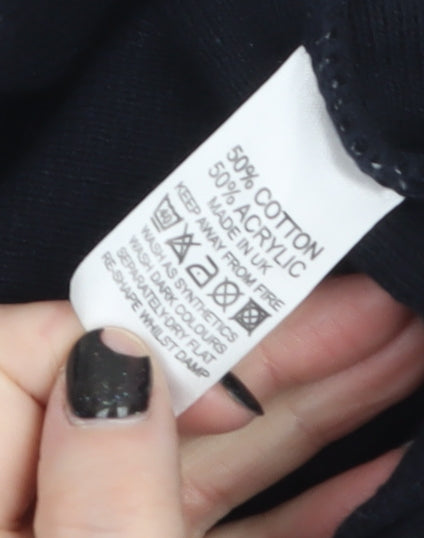 50% COTTON
50% ACRYLIC
MADE IN UK
KEEP AWAY FROM FIRE
40
WASH AS SYNTHETICS
WASH DARK COLOURS
SEPARATELY DRY FLAT
RE-SHAPE WHILST DAMP